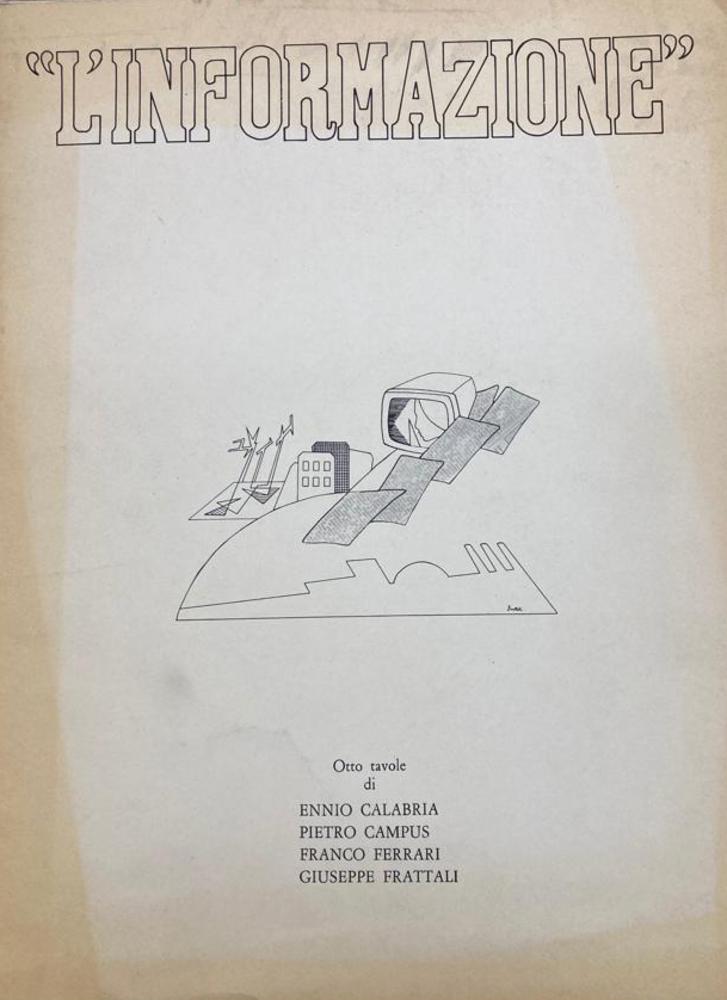 “L’INFORMAZIONE”
Otto tavole
di
ENNIO CALABRIA
PIETRO CAMPUS
FRANCO FERRARI
GIUSEPPE FRATTALI